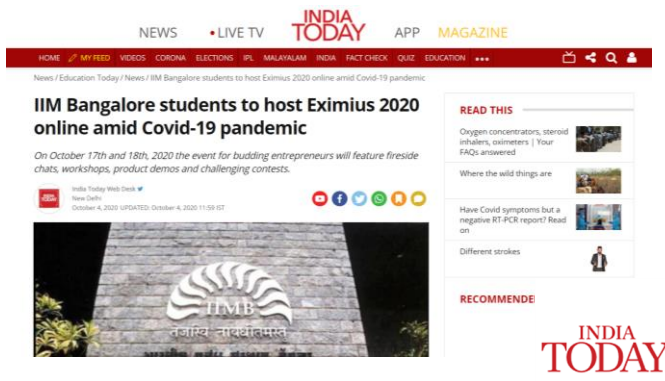 INDIA
TODAY
NEWS
LIVE TV
APP
MAGAZINE
HOME MY FEED VIDEOS CORONA ELECTIONS IPL MALAYALAM INDIA FACT CHECK QUIZ EDUCATION
News / Education Today / News / IIM Bangalore students to host Eximius 2020 online amid Covid-19 pandemic
IIM Bangalore students to host Eximius 2020
online amid Covid-19 pandemic
On October 17th and 18th, 2020 the event for budding entrepreneurs will feature fireside
chats, workshops, product demos and challenging contests.
India Today Web Desk
New Delhi
October 4, 2020 UPDATED: October 4, 2020 11:59 IST
IIMB
तेजस्वि नावधीतमस्तु
READ THIS
Oxygen concentrators, steroid
inhalers, oximeters | Your
FAQs answered
Where the wild things are
Have Covid symptoms but a
negative RT-PCR report? Read
on
Different strokes
RECOMMENDE
INDIA
TODAY